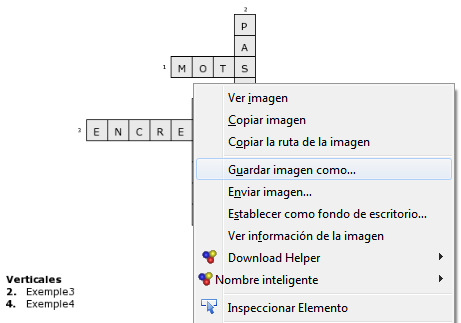 2
P
A
1 M O T S
3 E N C R E
Ver imagen
Copiar imagen
Copiar la ruta de la imagen
Guardar imagen como...
Enviar imagen...
Establecer como fondo de escritorio...
Ver información de la imagen
Download Helper
Nombre inteligente
Inspeccionar Elemento
Verticales
2. Exemple3
4. Exemple4